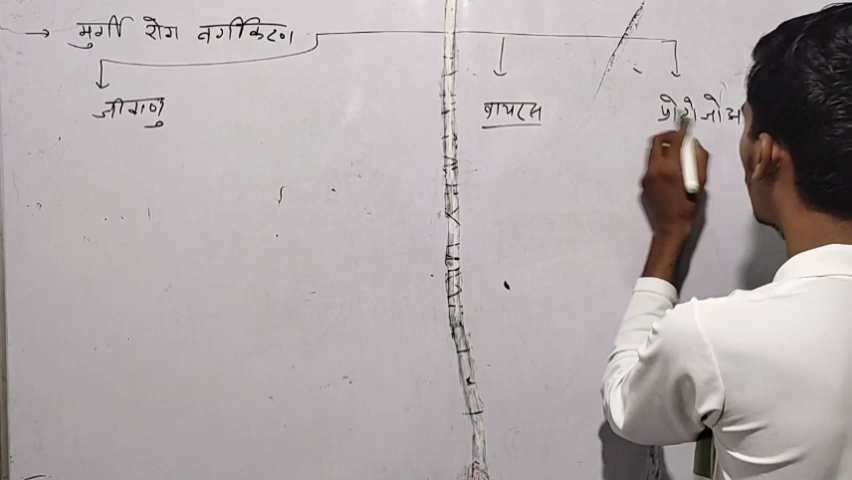 → मुर्गी रोग वर्गीकरण
जीवाणु
वायरस
प्रोटोजोआ